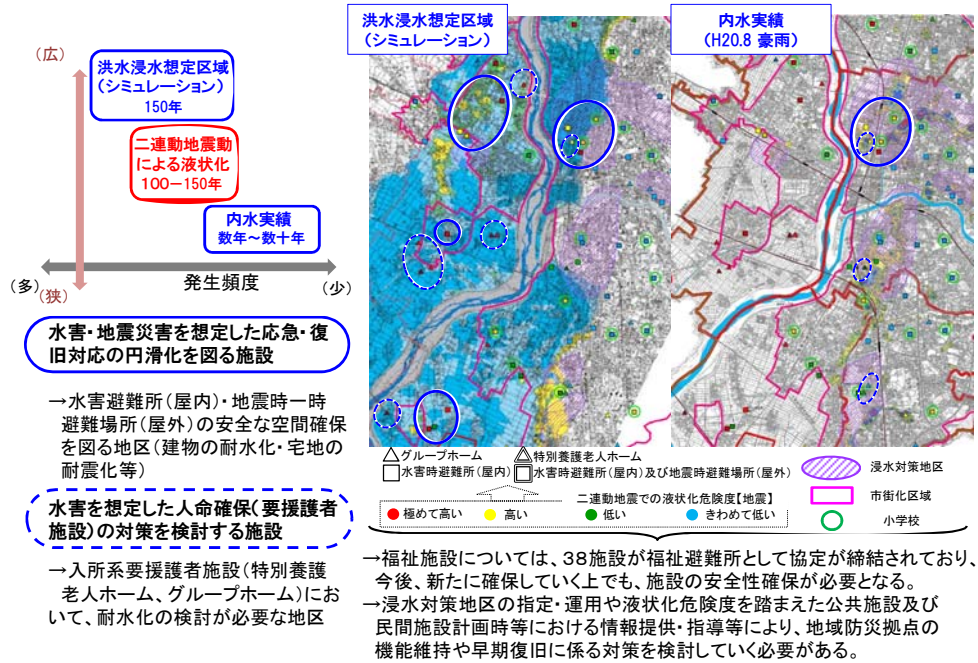 (広)
洪水浸水想定区域
(シミュレーション)
150年
二連動地震動
による液状化
100-150年
内水実績
数年~数十年
発生頻度
(多)
(狭)
(少)
水害・地震災害を想定した応急・復
旧対応の円滑化を図る施設
→水害避難所(屋内)・地震時一時
避難場所(屋外)の安全な空間確保
を図る地区(建物の耐水化・宅地の
耐震化等)
水害を想定した人命確保(要援護者
施設)の対策を検討する施設
→入所系要援護者施設(特別養護
老人ホーム、グループホーム)にお
いて、耐水化の検討が必要な地区
洪水浸水想定区域
(シミュレーション)
内水実績
(H20.8 豪雨)
△グループホーム
特別養護老人ホーム
水害時避難所(屋内)
水害時避難所(屋内)及び地震時避難場所(屋外)
二連動地震での液状化危険度【地震】
極めて高い
高い
低い
きわめて低い
浸水対策地区
市街化区域
小学校
→福祉施設については、38施設が福祉避難所として協定が締結されており、
今後、新たに確保していく上でも、施設の安全性確保が必要となる。
→浸水対策地区の指定・運用や液状化危険度を踏まえた公共施設及び
民間施設計画時等における情報提供・指導等により、地域防災拠点の
機能維持や早期復旧に係る対策を検討していく必要がある。